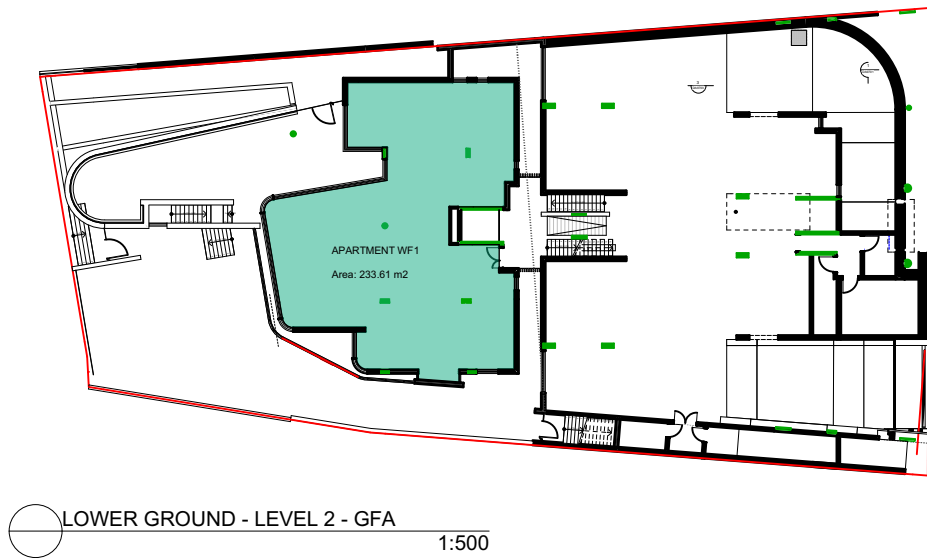 APARTMENT WF1
Area: 233.61 m2
LOWER GROUND - LEVEL 2 - GFA
1:500